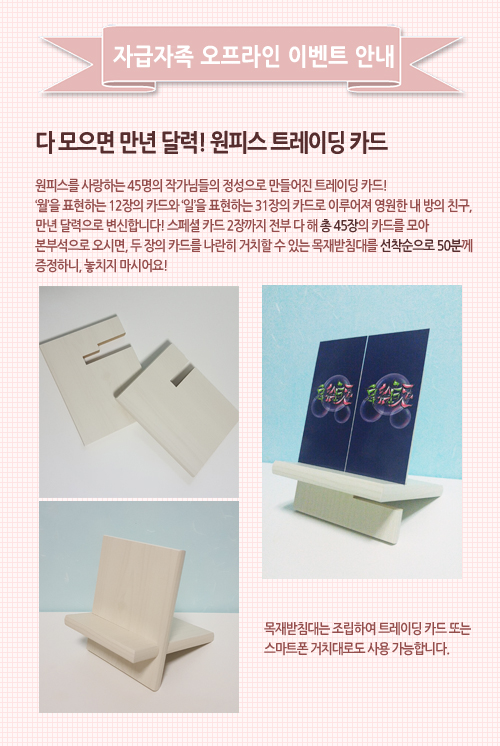 자급자족 오프라인 이벤트 안내
다 모으면 만년 달력! 원피스 트레이딩 카드
원피스를 사랑하는 45명의 작가님들의 정성으로 만들어진 트레이딩 카드!
'월'을 표현하는 12장의 카드와 '일'을 표현하는 31장의 카드로 이루어져 영원한 내 방의 친구,
만년 달력으로 변신합니다! 스페셜 카드 2장까지 전부 다 해 총 45장의 카드를 모아
본부석으로 오시면, 두 장의 카드를 나란히 거치할 수 있는 목재받침대를 선착순으로 50분께
증정하니, 놓치지 마시어요!
목재받침대는 조립하여 트레이딩 카드 또는
스마트폰 거치대로도 사용 가능합니다.